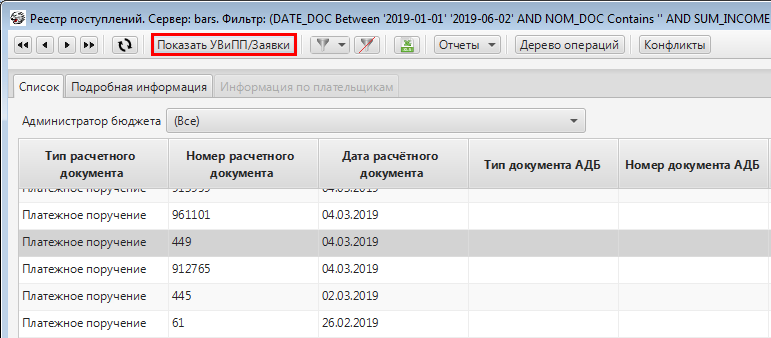 Реестр поступлений. Сервер: bars. Фильтр: (DATE_DOC Between '2019-01-01' '2019-06-02' AND NOM_DOC Contains '' AND SUM_INCOME
Показать УВиПП/Заявки Отчеты Дерево операций Конфликты
Список Подробная информация Информация по плательщикам
Администратор бюджета (Все)
Тип расчетного документа Номер расчетного документа Дата расчётного документа Тип документа АДБ Номер документа АДБ
Платежное поручение 04.03.2019
Платежное поручение 961101 04.03.2019
Платежное поручение 449 04.03.2019
Платежное поручение 912765 04.03.2019
Платежное поручение 445 02.03.2019
Платежное поручение 61 26.02.2019